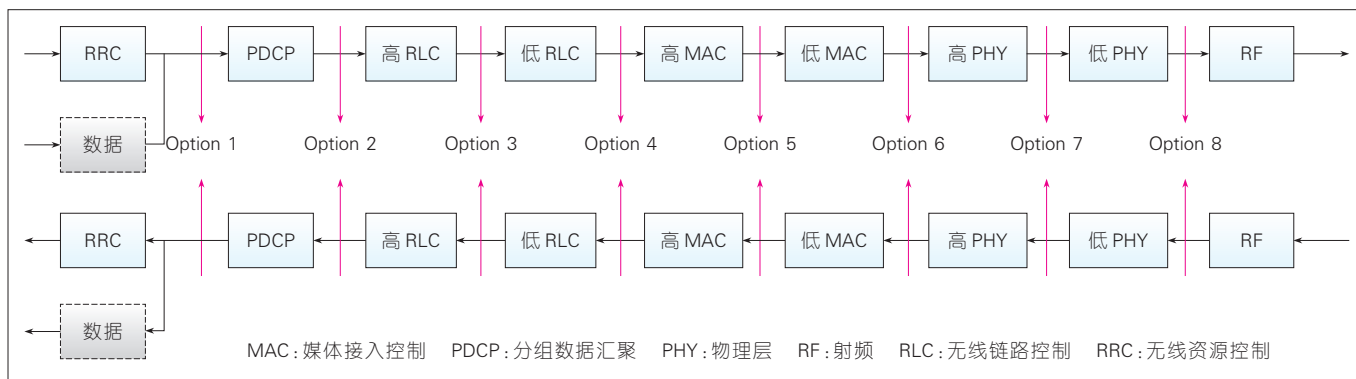 RRC PDCP 高 RLC 低 RLC 高 MAC 低 MAC 高 PHY 低 PHY RF
数据 Option 1 Option 2 Option 3 Option 4 Option 5 Option 6 Option 7 Option 8
RRC PDCP 高 RLC 低 RLC 高 MAC 低 MAC 高 PHY 低 PHY RF
数据
MAC：媒体接入控制 PDCP：分组数据汇聚 PHY：物理层 RF：射频 RLC：无线链路控制 RRC：无线资源控制